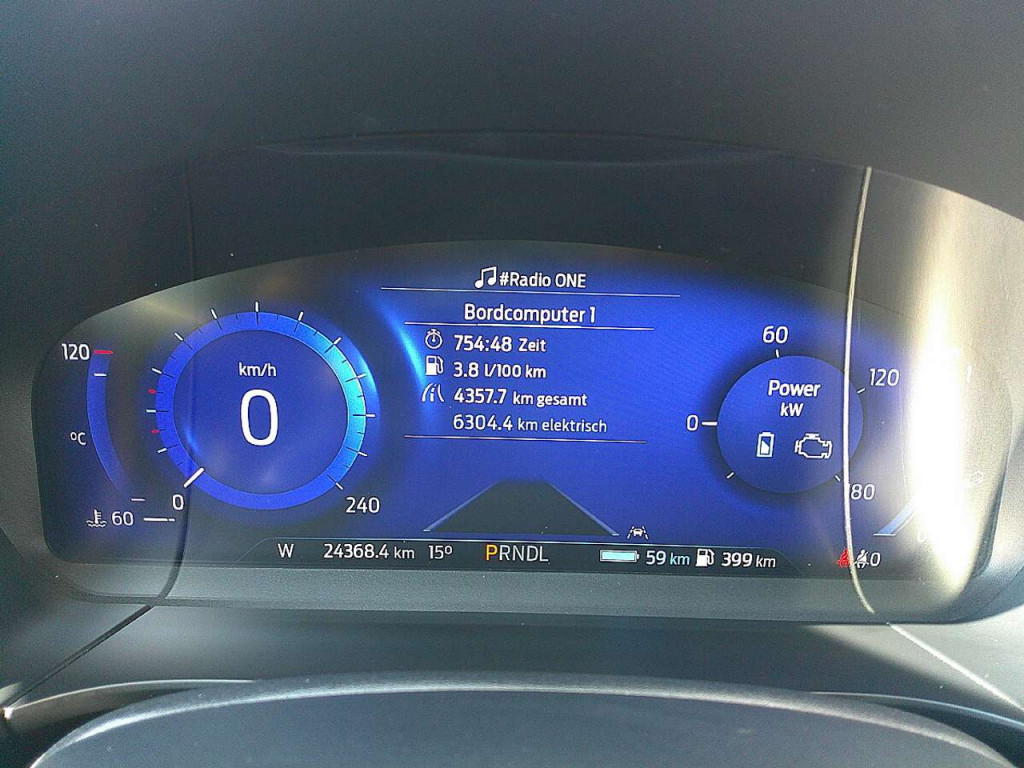 #Radio ONE
Bordcomputer 1
754:48 Zeit
3.8 l/100 km
4357.7 km gesamt
6304.4 km elektrisch
120
°C
60
km/h
0
0
240
60
120
0
Power
kW
180
W 24368.4 km 15° PRNDL 59 km 399 km